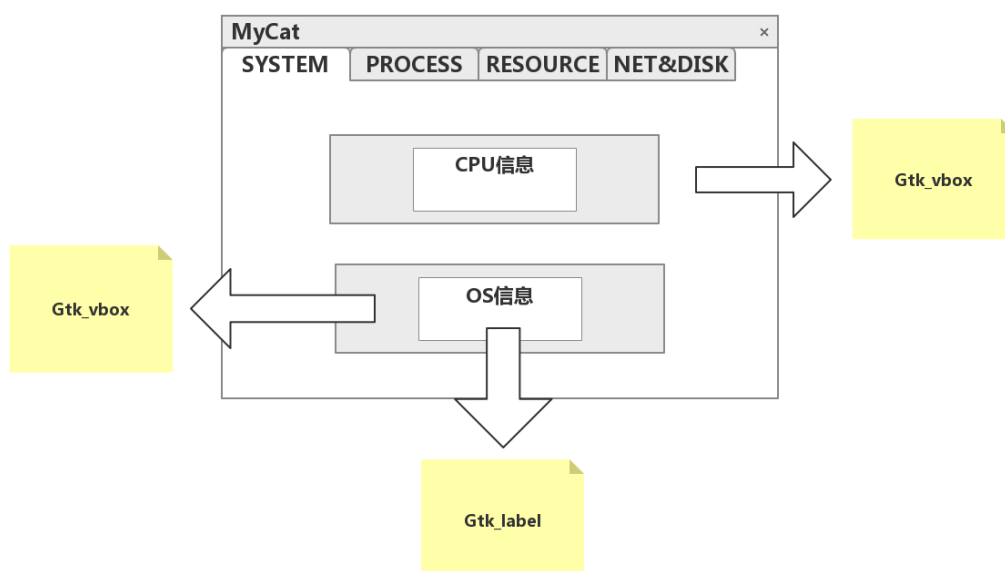 MyCat ×
SYSTEM PROCESS RESOURCE NET&DISK
CPU信息
Gtk_vbox
OS信息
Gtk_vbox
Gtk_label